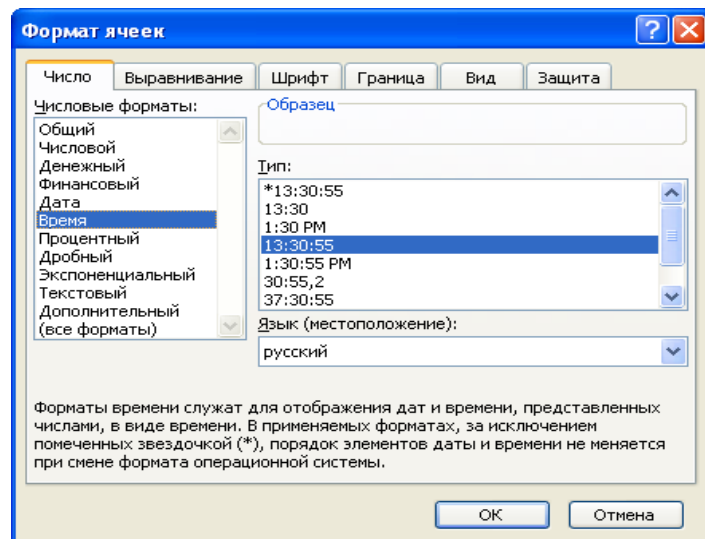 Формат ячеек
Число Выравнивание Шрифт Граница Вид Защита
Числовые форматы:
Общий
Числовой
Денежный
Финансовый
Дата
Время
Процентный
Дробный
Экспоненциальный
Текстовый
Дополнительный
(все форматы)
Образец
Тип:
*13:30:55
13:30
1:30 PM
13:30:55
1:30:55 PM
30:55,2
37:30:55
Язык (местоположение):
русский
Форматы времени служат для отображения дат и времени, представленных
числами, в виде времени. В применяемых форматах, за исключением
помеченных звездочкой (*), порядок элементов даты и времени не меняется
при смене формата операционной системы.
ОК Отмена